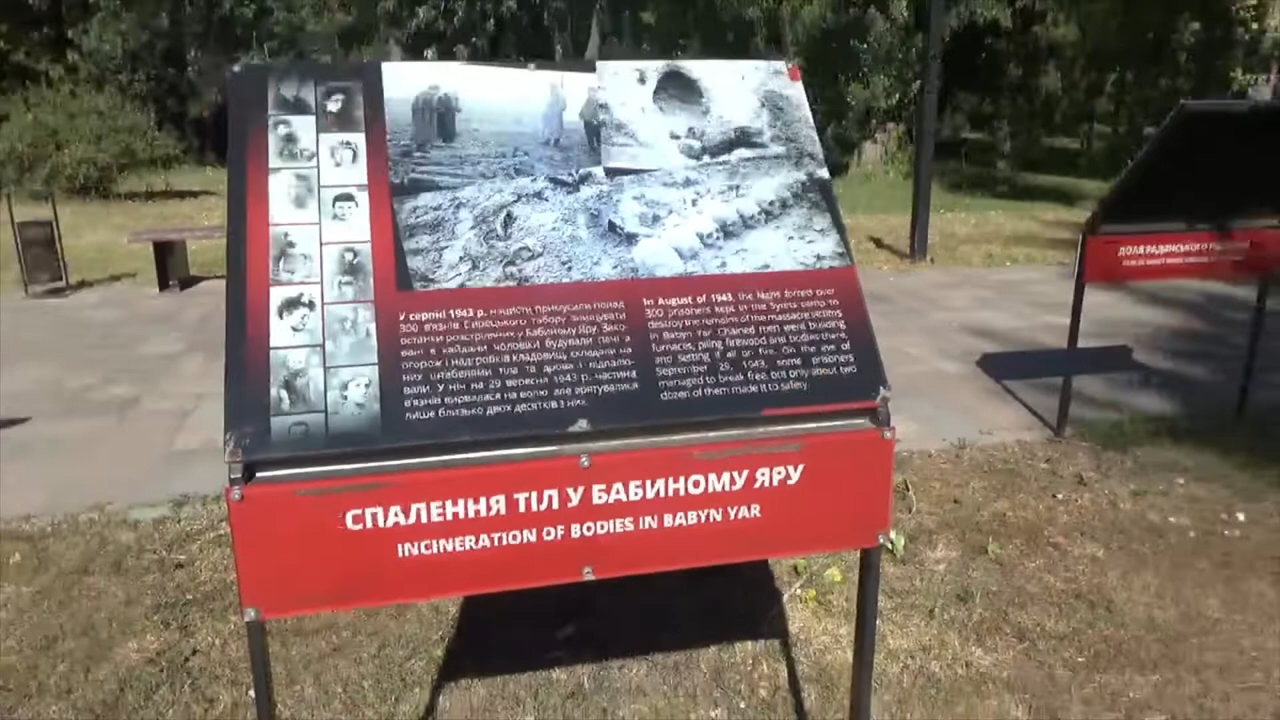 У серпні 1943 р. нацисти примусили понад
300 в'язнів Сирецького табору знищувати
останки розстріляних у Бабиному Яру. Зако-
вані в кайдани чоловіки будували печі з
огорож і надгробків кладовищ, складали на
них штабелями тіла та дрова і підпалю-
вали. У ніч на 29 вересня 1943 р. частина
в'язнів вирвалася на волю, але врятувалися
лише близько двох десятків з них.
In August of 1943, the Nazis forced over
300 prisoners kept in the Syrets camp to
destroy the remains of the massacre victims
in Babyn Yar. Chained men were building
furnaces, piling firewood and bodies there,
and setting it all on fire. On the eve of
September 29, 1943, some prisoners
managed to break free, but only about two
dozen of them made it to safety.
СПАЛЕННЯ ТІЛ У БАБИНОМУ ЯРУ
INCINERATION OF BODIES IN BABYN YAR
ДОЛЯ РАДЯНСЬКОГО